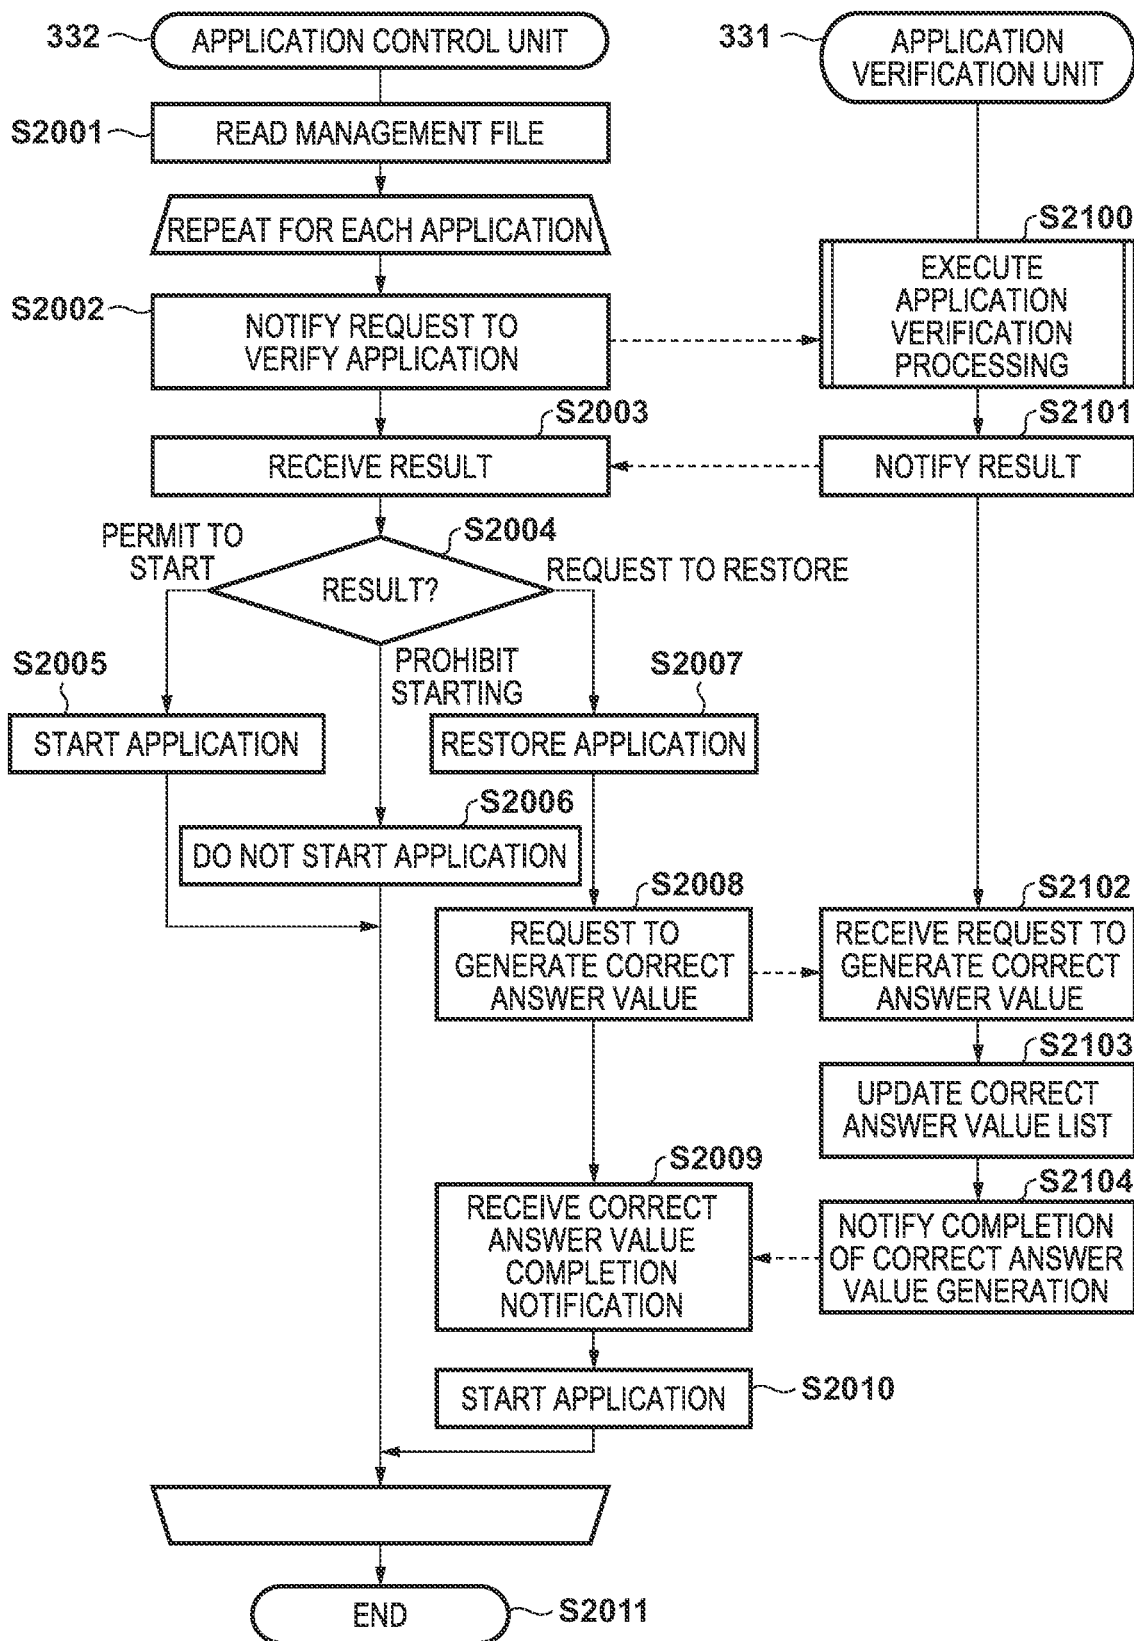 332
APPLICATION CONTROL UNIT
331
APPLICATION
VERIFICATION UNIT
S2001
READ MANAGEMENT FILE
REPEAT FOR EACH APPLICATION
S2100
EXECUTE
APPLICATION
VERIFICATION
PROCESSING
S2002
NOTIFY REQUEST TO
VERIFY APPLICATION
S2003
RECEIVE RESULT
S2101
NOTIFY RESULT
S2004
RESULT?
PERMIT TO
START
REQUEST TO RESTORE
PROHIBIT
STARTING
S2005
START APPLICATION
S2007
RESTORE APPLICATION
S2006
DO NOT START APPLICATION
S2008
REQUEST TO
GENERATE CORRECT
ANSWER VALUE
S2102
RECEIVE REQUEST TO
GENERATE CORRECT
ANSWER VALUE
S2103
UPDATE CORRECT
ANSWER VALUE LIST
S2009
RECEIVE CORRECT
ANSWER VALUE
COMPLETION
NOTIFICATION
S2104
NOTIFY COMPLETION
OF CORRECT ANSWER
VALUE GENERATION
START APPLICATION
S2010
END
S2011